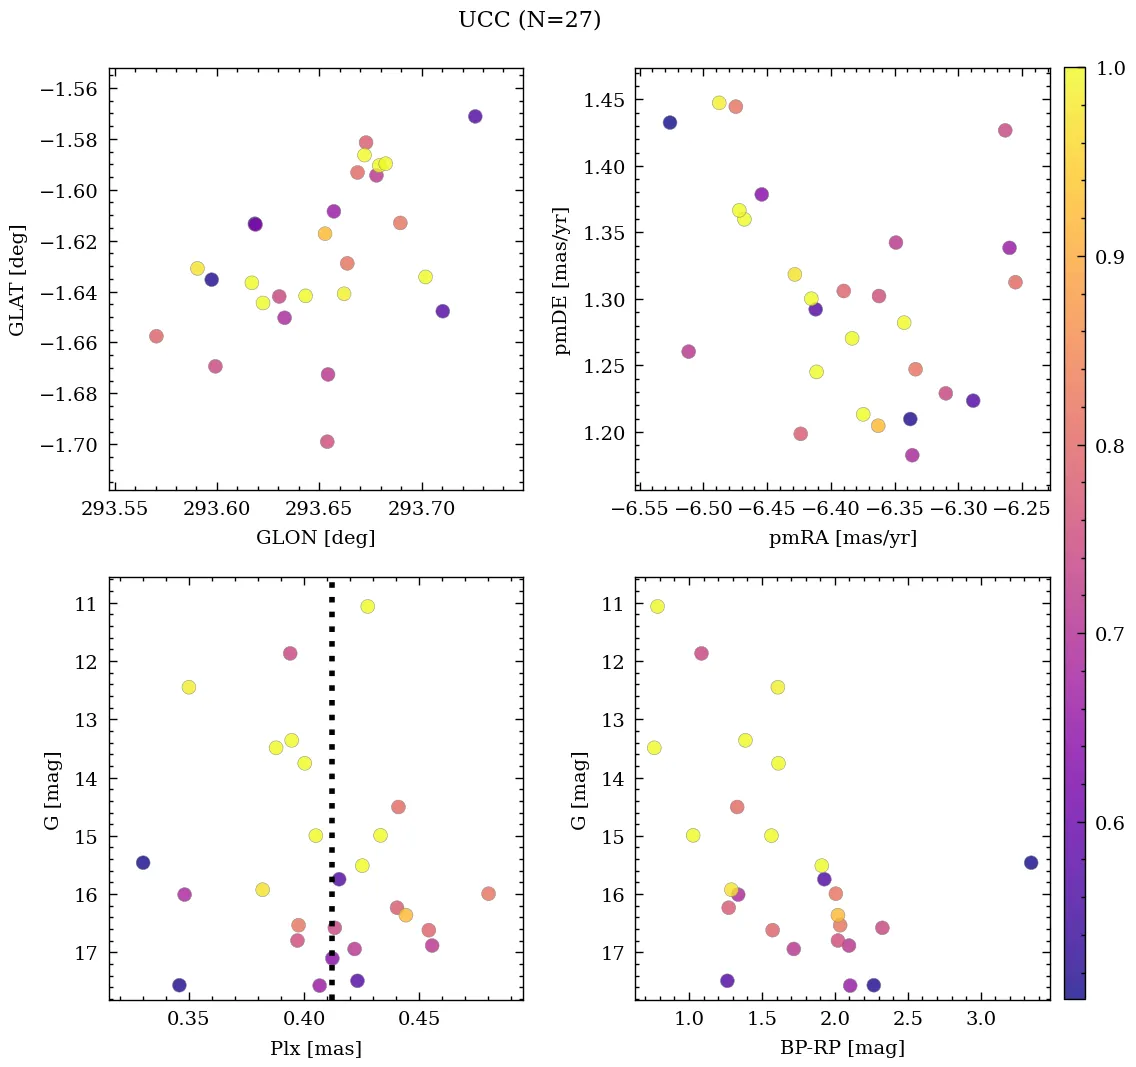 UCC (N=27)
−1.56
−1.58
−1.60
−1.62
−1.64
−1.66
−1.68
−1.70
GLAT [deg]
293.55 293.60 293.65 293.70
GLON [deg]
1.45
1.40
1.35
1.30
1.25
1.20
pmDE [mas/yr]
−6.55 −6.50 −6.45 −6.40 −6.35 −6.30 −6.25
pmRA [mas/yr]
11
12
13
14
15
16
17
G [mag]
0.35 0.40 0.45
Plx [mas]
11
12
13
14
15
16
17
G [mag]
1.0 1.5 2.0 2.5 3.0
BP-RP [mag]
1.0
0.9
0.8
0.7
0.6